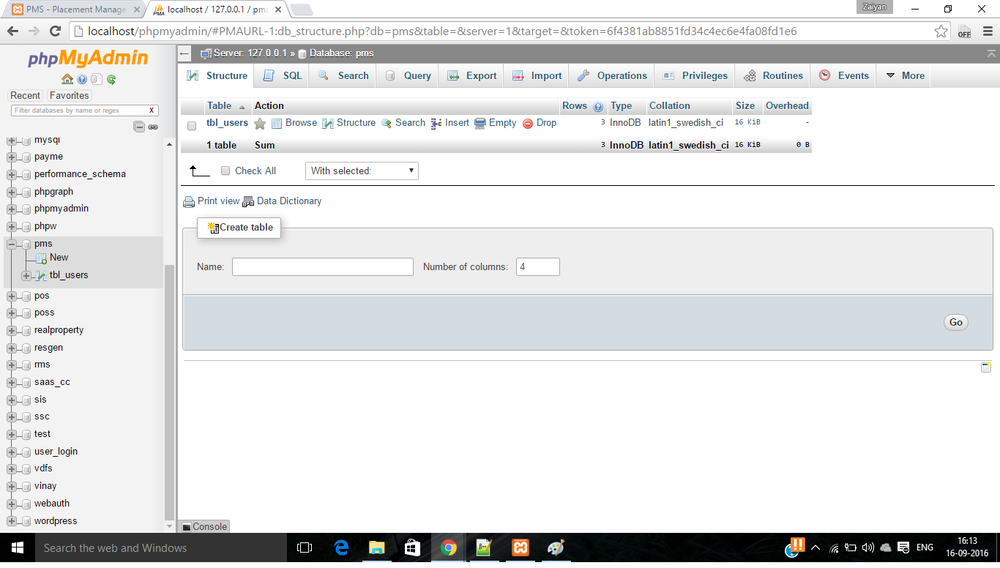 PMS - Placement Manage
localhost / 127.0.0.1 / pms
Zaiyan
localhost/phpmyadmin/#PMAURL-1:db_structure.php?db=pms&table=&server=1&target=&token=6f4381ab8851fd34c4ec6e4fa08fd1e6
OFF
phpMyAdmin
Recent Favorites
Filter databases by name or regex X
mysql
payme
performance_schema
phpgraph
phpmyadmin
phpw
pms
New
tbl_users
pos
poss
realproperty
resgen
rms
saas_cc
sis
ssc
test
user_login
vdfs
vinay
webauth
wordpress
Server: 127.0.0.1 » Database: pms
Structure SQL Search Query Export Import Operations Privileges Routines Events More
Table Action Rows Type Collation Size Overhead
tbl_users Browse Structure Search Insert Empty Drop 3 InnoDB latin1_swedish_ci 16 KiB -
1 table Sum 3 InnoDB latin1_swedish_ci 16 KiB 0 B
Check All With selected:
Print view Data Dictionary
Create table
Name: Number of columns: 4
Go
Console
Search the web and Windows
ENG
16:13
16-09-2016